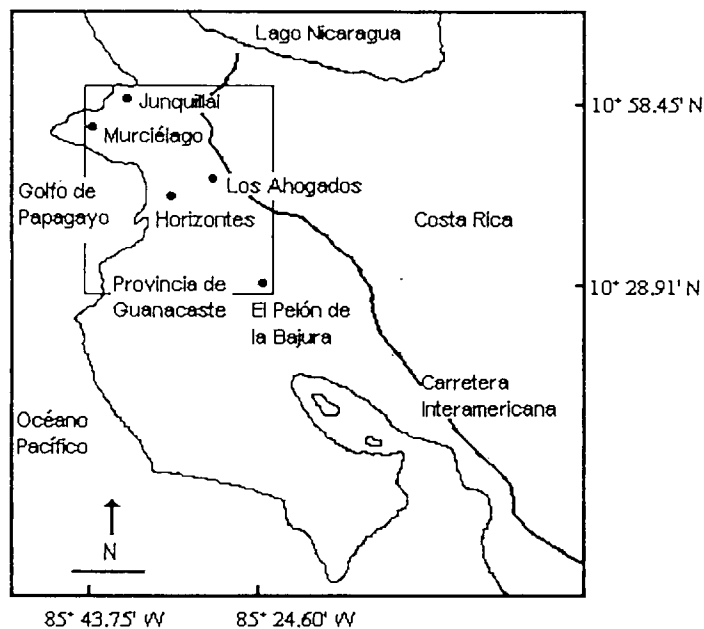 Lago Nicaragua
Junquillál
10° 58.45' N
Murciélago
Los Ahogados
Golfo de
Papagayo
Horizontes
Costa Rica
Provincia de
Guanacaste
10° 28.91' N
El Pelón de
la Bajura
Carretera
Interamericana
Océano
Pacífico
N
85° 43.75' W
85° 24.60' W